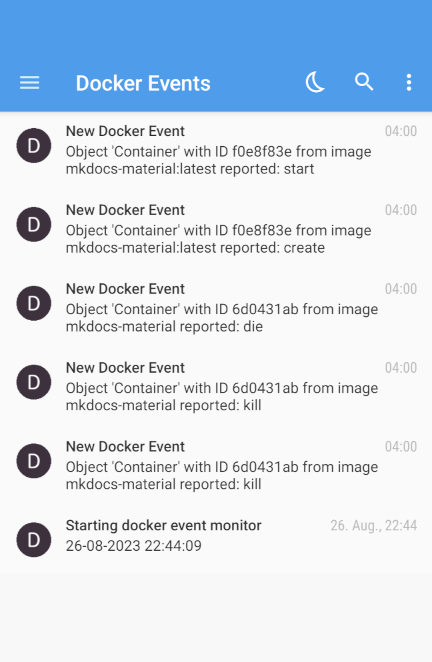 Docker Events
D
New Docker Event 04:00
Object 'Container' with ID f0e8f83e from image
mkdocs-material:latest reported: start
D
New Docker Event 04:00
Object 'Container' with ID f0e8f83e from image
mkdocs-material:latest reported: create
D
New Docker Event 04:00
Object 'Container' with ID 6d0431ab from image
mkdocs-material reported: die
D
New Docker Event 04:00
Object 'Container' with ID 6d0431ab from image
mkdocs-material reported: kill
D
New Docker Event 04:00
Object 'Container' with ID 6d0431ab from image
mkdocs-material reported: kill
D
Starting docker event monitor 26. Aug., 22:44
26-08-2023 22:44:09